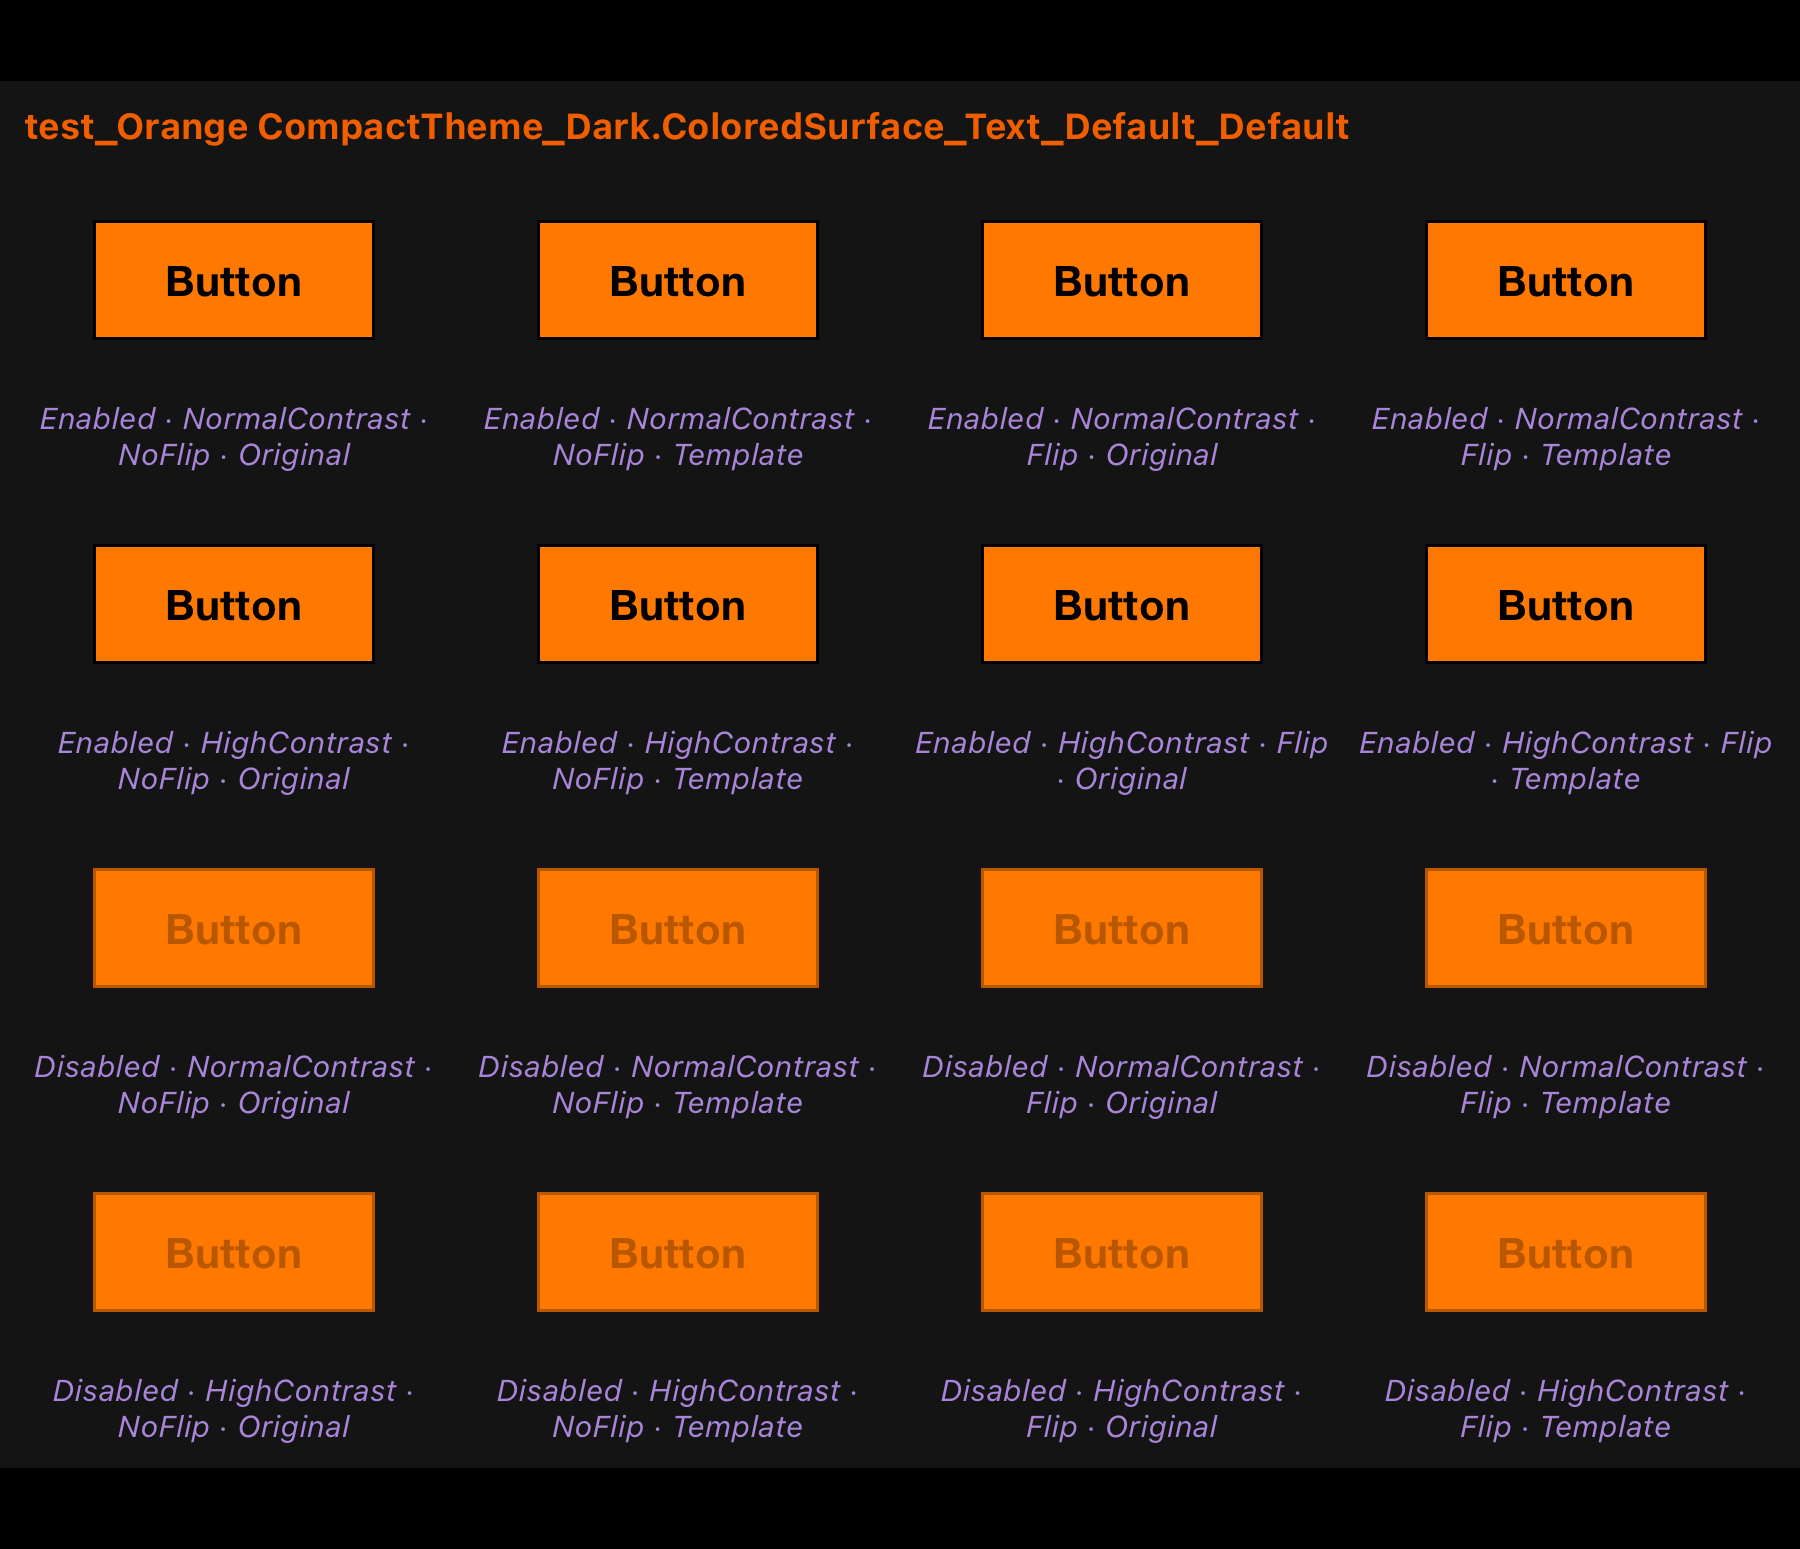 test_Orange CompactTheme_Dark.ColoredSurface_Text_Default_Default
Button Button Button Button
Enabled · NormalContrast · Enabled · NormalContrast · Enabled · NormalContrast · Enabled · NormalContrast ·
NoFlip · Original NoFlip · Template Flip · Original Flip · Template
Button Button Button Button
Enabled · HighContrast · Enabled · HighContrast · Enabled · HighContrast · Flip Enabled · HighContrast · Flip
NoFlip · Original NoFlip · Template · Original · Template
Button Button Button Button
Disabled · NormalContrast · Disabled · NormalContrast · Disabled · NormalContrast · Disabled · NormalContrast ·
NoFlip · Original NoFlip · Template Flip · Original Flip · Template
Button Button Button Button
Disabled · HighContrast · Disabled · HighContrast · Disabled · HighContrast · Disabled · HighContrast ·
NoFlip · Original NoFlip · Template Flip · Original Flip · Template